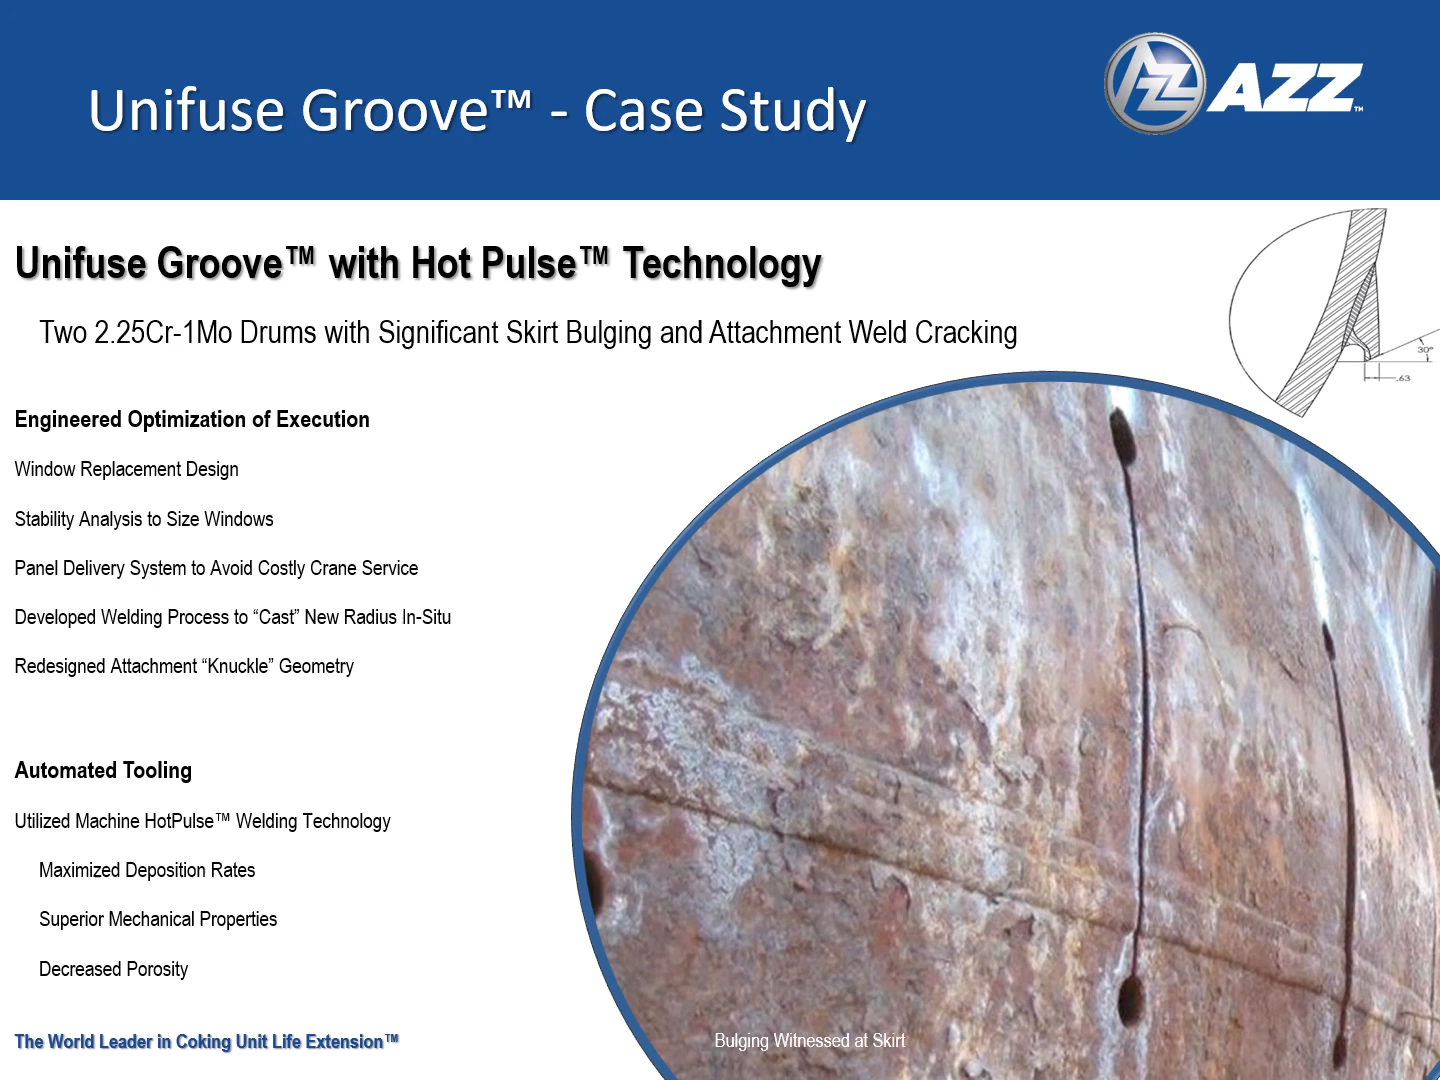 Unifuse Groove™ - Case Study
AZZ™
Unifuse Groove™ with Hot Pulse™ Technology
Two 2.25Cr-1Mo Drums with Significant Skirt Bulging and Attachment Weld Cracking
30°
.63
Engineered Optimization of Execution
Window Replacement Design
Stability Analysis to Size Windows
Panel Delivery System to Avoid Costly Crane Service
Developed Welding Process to “Cast” New Radius In-Situ
Redesigned Attachment “Knuckle” Geometry
Automated Tooling
Utilized Machine HotPulse™ Welding Technology
Maximized Deposition Rates
Superior Mechanical Properties
Decreased Porosity
The World Leader in Coking Unit Life Extension™
Bulging Witnessed at Skirt